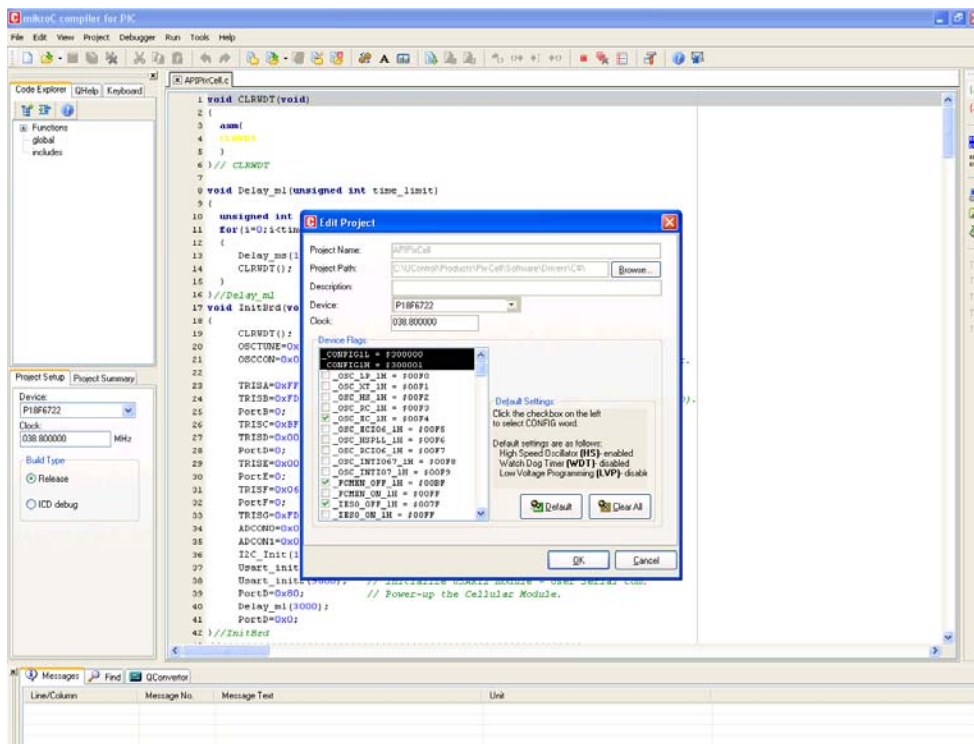 mikroC compiler for PIC
File Edit View Project Debugger Run Tools Help
Code Explorer QHelp Keyboard
Functions
global
includes
APIPixCell.c
1 void CLRWDT(void)
2 {
3 asm{
4 CLRWDT
5 }
6 }// CLRWDT
7
8 void Delay_ml(unsigned int time_limit)
9 {
10 unsigned int
11 for(i=0;i<tim
12 {
13 Delay_ms(1
14 CLRWDT();
15 }
16 }//Delay_ml
17 void InitBrd(vo
18 {
19 CLRWDT();
20 OSCTUNE=0x
21 OSCCON=0x0
22
23 TRISA=0xFF
24 TRISB=0xFD
25 PortB=0;
26 TRISC=0xBF
27 TRISD=0x00
28 PortD=0;
29 TRISE=0x00
30 PortE=0;
31 TRISF=0x06
32 PortF=0;
33 TRISG=0xFD
34 ADCON0=0x0
35 ADCON1=0x0
36 I2C_Init(1
37 Usart_init
38 Usart_init
39 PortD=0x80; // Power-up the Cellular Module.
40 Delay_ml(3000);
41 PortD=0x0;
42 }//InitBrd
Edit Project
Project Name: APIPixCell
Project Path: C:\UControl\Products\Pix-Cell\Software\Drivers\C#\ Browse...
Description:
Device: P18F6722
Clock: 038.800000
Device Flags
_CONFIG1L = $300000
_CONFIG1H = $300001
_OSC_LP_1H = $00F0
_OSC_XT_1H = $00F1
_OSC_HS_1H = $00F2
_OSC_RC_1H = $00F3
_OSC_EC_1H = $00F4
_OSC_ECIO6_1H = $00F5
_OSC_HSPLL_1H = $00F6
_OSC_RCIO6_1H = $00F7
_OSC_INTIO67_1H = $00F8
_OSC_INTIO7_1H = $00F9
_FCMEN_OFF_1H = $00BF
_FCMEN_ON_1H = $00FF
_IESO_OFF_1H = $007F
_IESO_ON_1H = $00FF
Default Settings:
Click the checkbox on the left
to select CONFIG word.
Default settings are as follows:
High Speed Oscillator (HS)- enabled
Watch Dog Timer (WDT)- disabled
Low Voltage Programming (LVP)- disabl
Default Clear All
OK Cancel
Project Setup Project Summary
Device:
P18F6722
Clock:
038.800000 MHz
Build Type
Release
ICD debug
Messages Find QConvertor
Line/Column Message No. Message Text Unit